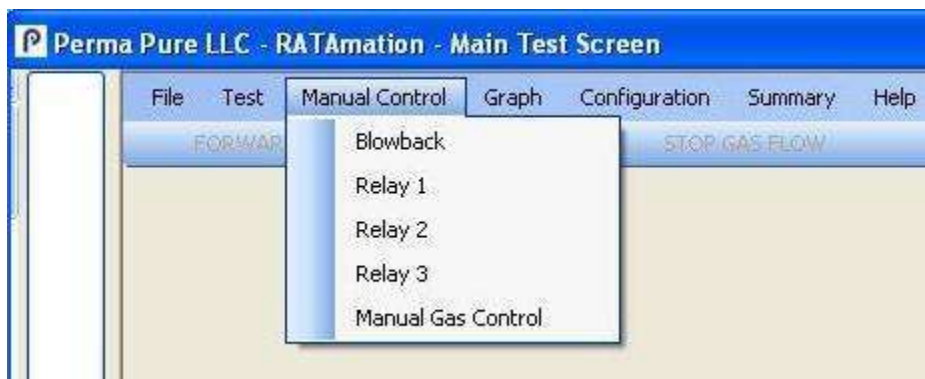 Perma Pure LLC - RATAmation - Main Test Screen
File Test Manual Control Graph Configuration Summary Help
STOP GAS FLOW
Blowback
Relay 1
Relay 2
Relay 3
Manual Gas Control